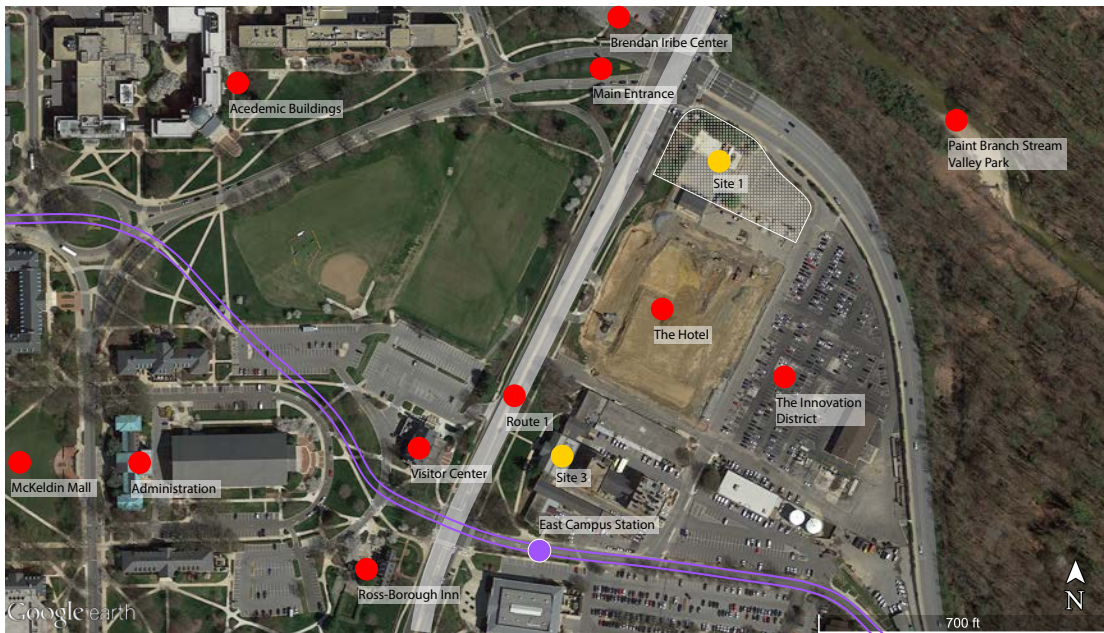 Brendan Iribe Center
Main Entrance
Acedemic Buildings
Paint Branch Stream
Valley Park
Site 1
The Hotel
The Innovation
District
Route 1
Visitor Center
Site 3
McKeldin Mall
Administration
East Campus Station
Ross-Borough Inn
Google earth
N
700 ft